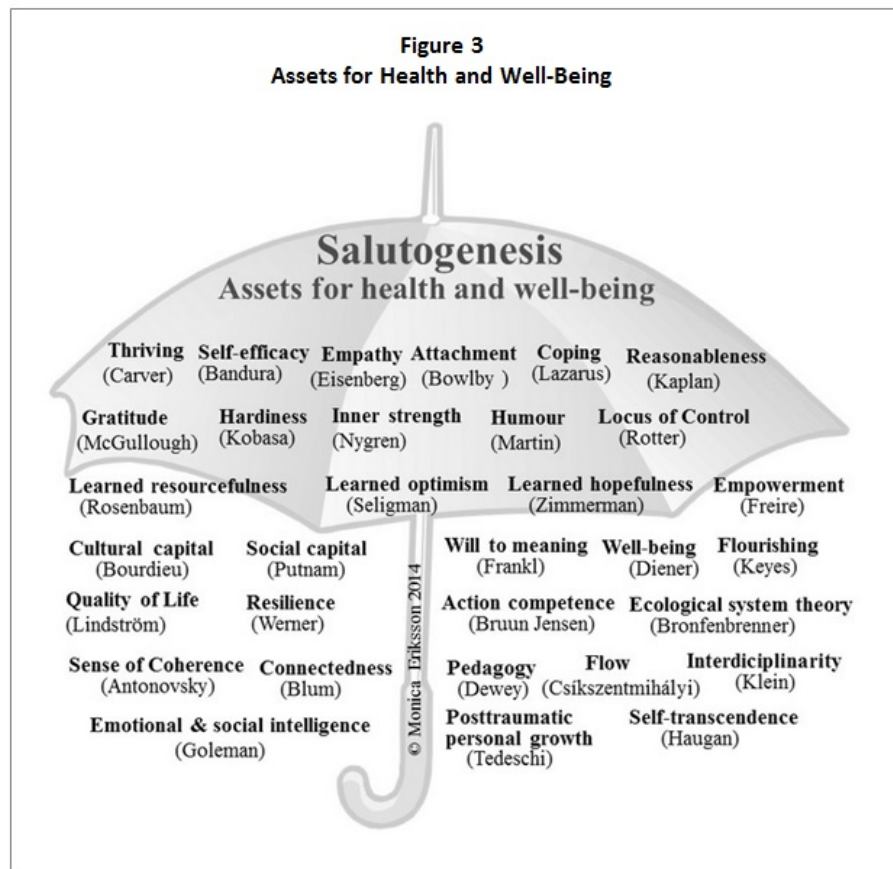 Figure 3
Assets for Health and Well-Being
Salutogenesis
Assets for health and well-being
Thriving Self-efficacy Empathy Attachment Coping Reasonableness
(Carver) (Bandura) (Eisenberg) (Bowlby ) (Lazarus) (Kaplan)
Gratitude Hardiness Inner strength Humour Locus of Control
(McGullough) (Kobasa) (Nygren) (Martin) (Rotter)
Learned resourcefulness Learned optimism Learned hopefulness Empowerment
(Rosenbaum) (Seligman) (Zimmerman) (Freire)
Cultural capital Social capital Will to meaning Well-being Flourishing
(Bourdieu) (Putnam) (Frankl) (Diener) (Keyes)
Quality of Life Resilience Action competence Ecological system theory
(Lindström) (Werner) (Bruun Jensen) (Bronfenbrenner)
Sense of Coherence Connectedness Pedagogy Flow Interdiciplinarity
(Antonovsky) (Blum) (Dewey) (Csíkszentmihályi) (Klein)
Emotional & social intelligence Posttraumatic Self-transcendence
(Goleman) personal growth (Haugan)
(Tedeschi)
© Monica Eriksson 2014